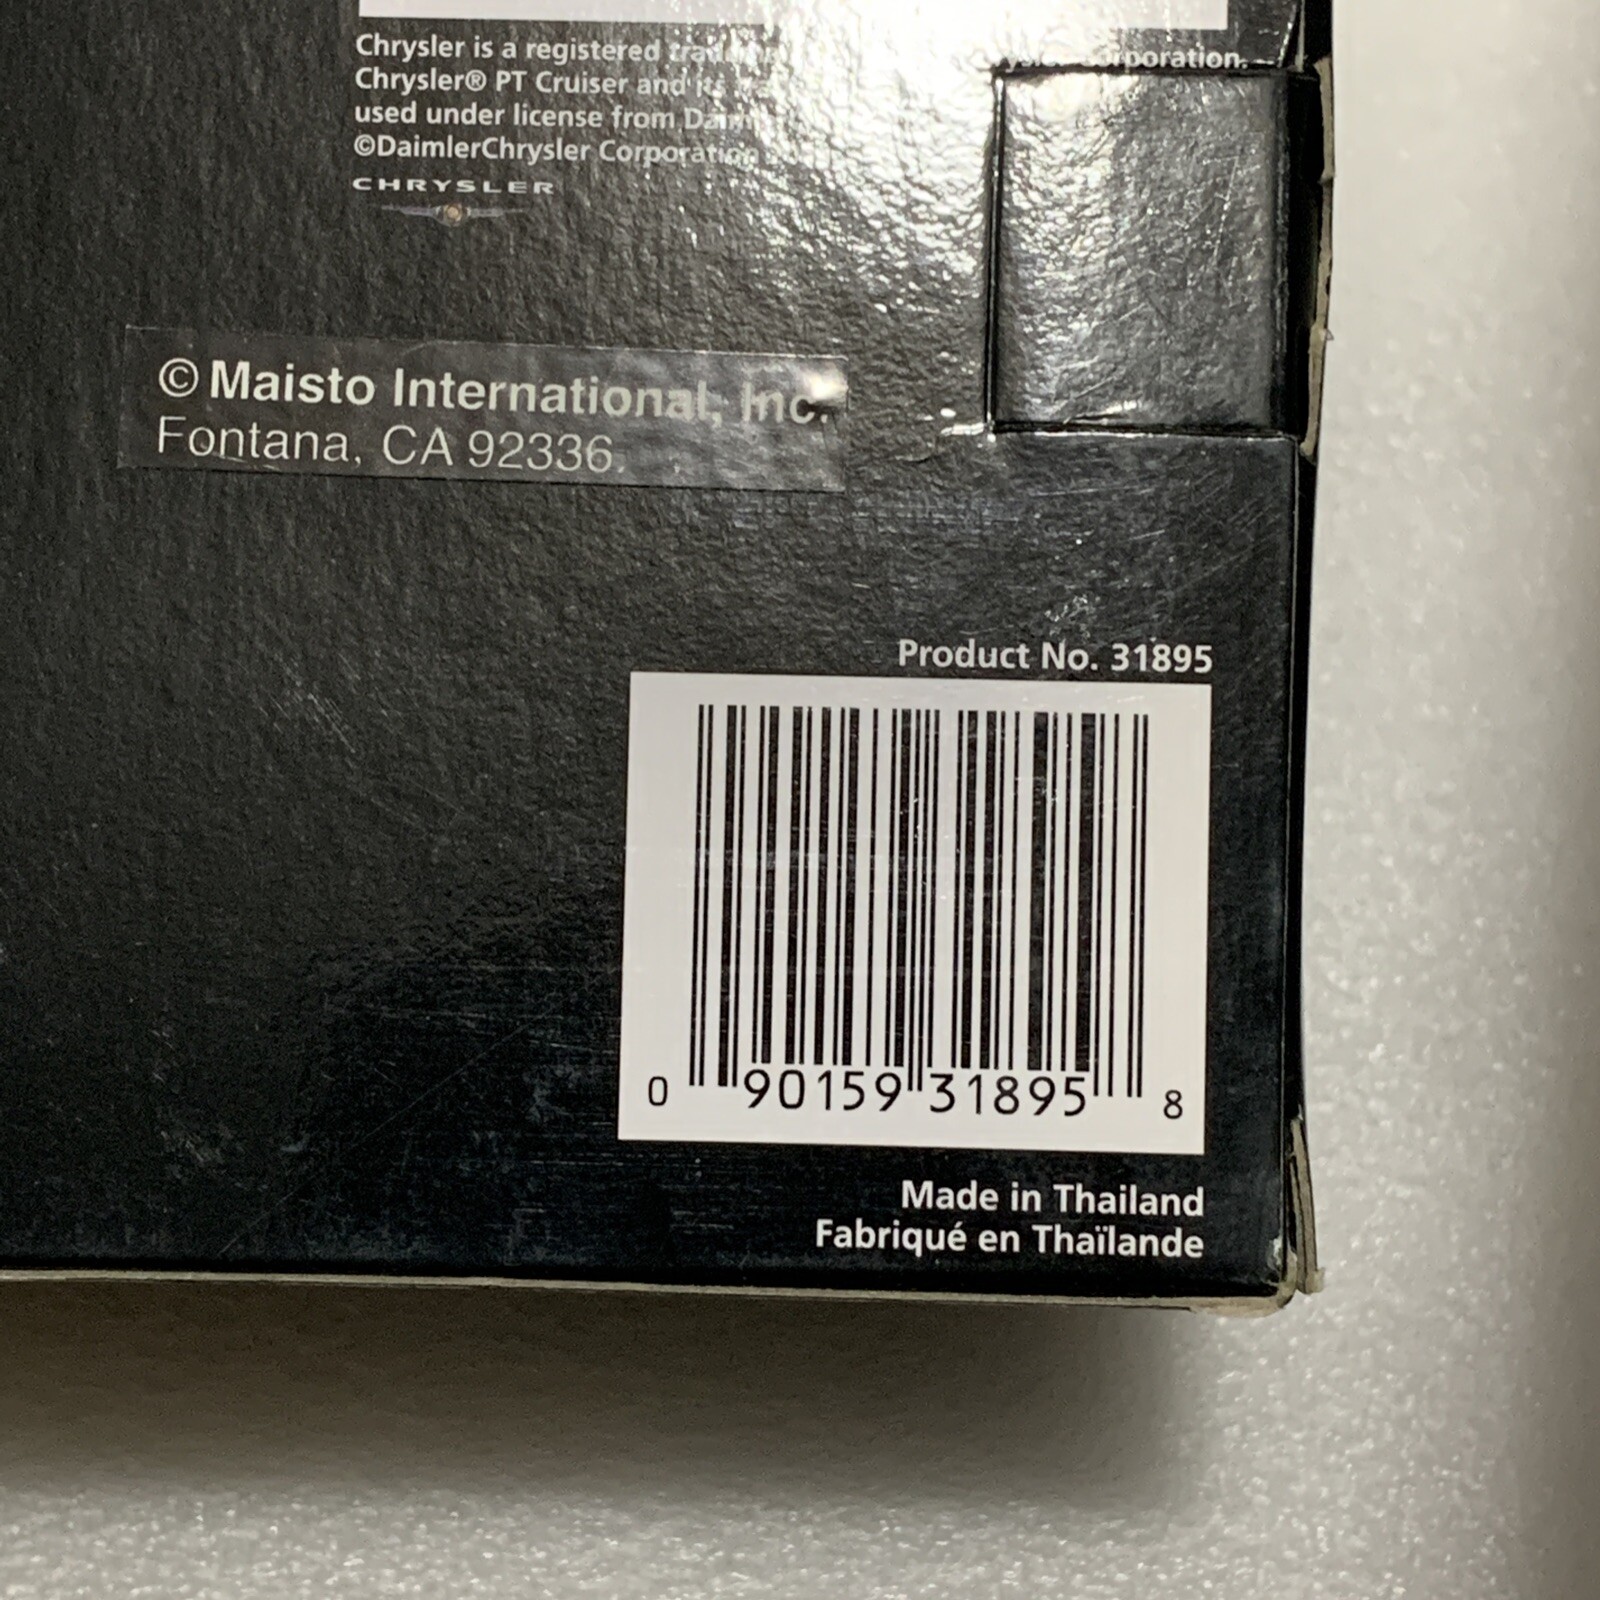 Chrysler is a registered ysler Corporation.
Chrysler® PT Cruiser and its
used under license from
©DaimlerChrysler Corporation
CHRYSLER
© Maisto International, Inc.
Fontana, CA 92336.
Product No. 31895
0 90159 31895 8
Made in Thailand
Fabriqué en Thaïlande